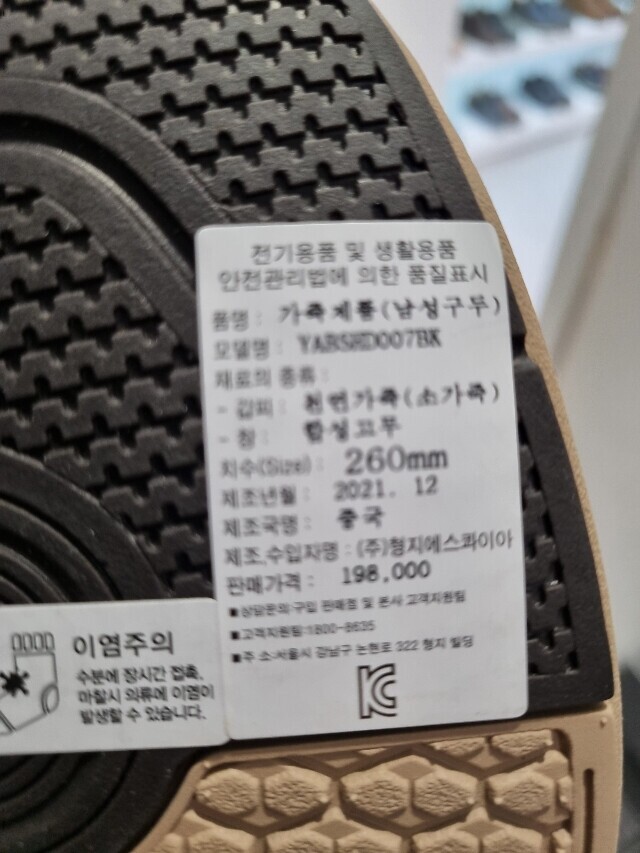 전기용품 및 생활용품
안전관리법에 의한 품질표시
품명 : 가죽제품(남성구두)
모델명 : YABSHD007BK
재료의 종류 :
- 겉피 : 천연가죽(소가죽)
- 창 : 합성고무
치수(Size) : 260mm
제조년월 : 2021. 12
제조국명 : 중국
제조,수입자명 : (주)형지에스콰이아
판매가격 : 198,000
■상담문의:구입 판매점 및 본사 고객지원팀
■고객지원팀:1800-8635
■주 소:서울시 강남구 논현로 322 형지 빌딩
KC
이염주의
수분에 장시간 접촉,
마찰시 의류에 이염이
발생할 수 있습니다.